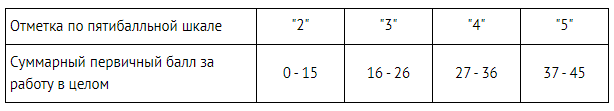 Отметка по пятибалльной шкале "2" "3" "4" "5"
Суммарный первичный балл за
работу в целом 0 - 15 16 - 26 27 - 36 37 - 45